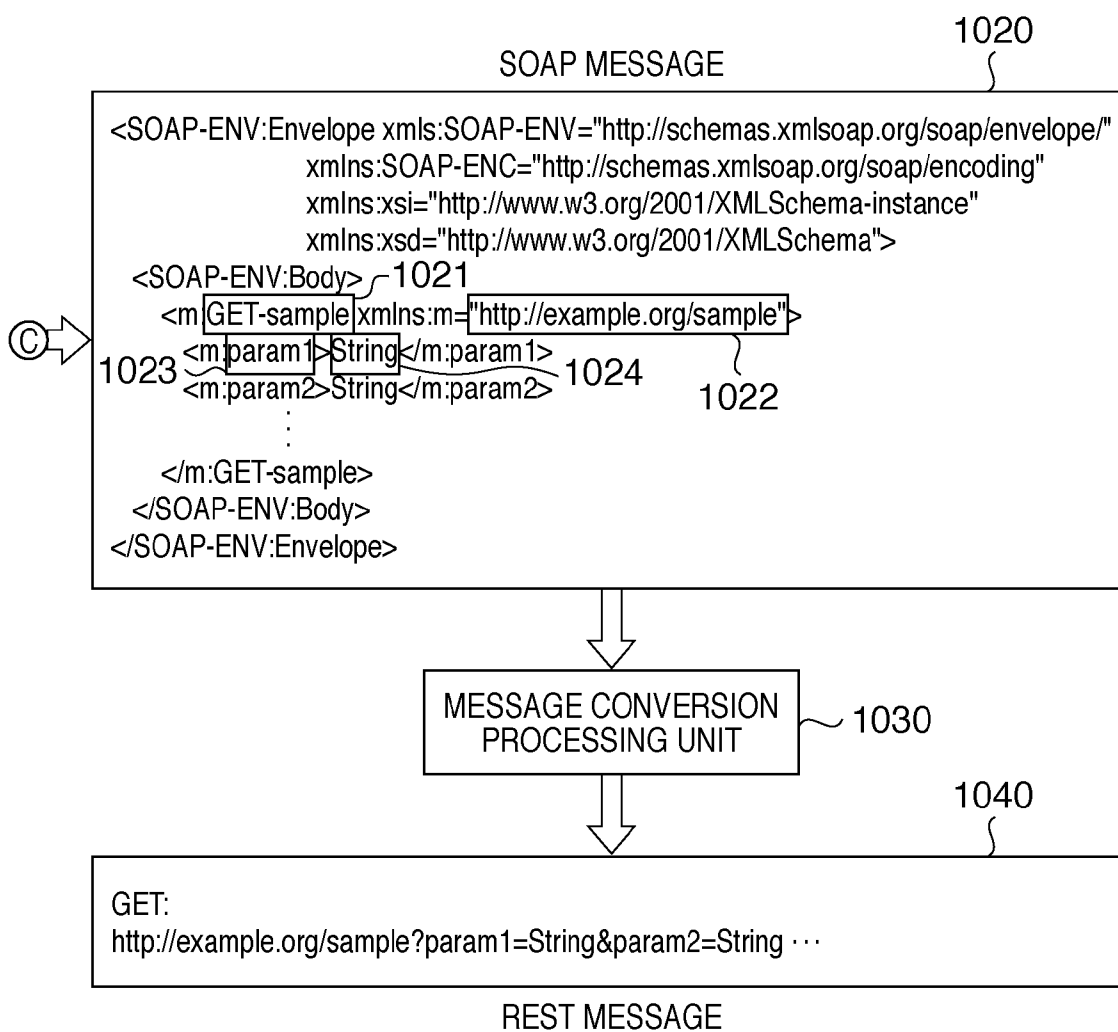 1020
SOAP MESSAGE
<SOAP-ENV:Envelope xmls:SOAP-ENV="http://schemas.xmlsoap.org/soap/envelope/"
xmlns:SOAP-ENC="http://schemas.xmlsoap.org/soap/encoding"
xmlns:xsi="http://www.w3.org/2001/XMLSchema-instance"
xmlns:xsd="http://www.w3.org/2001/XMLSchema">
<SOAP-ENV:Body> 1021
<m:GET-sample xmlns:m="http://example.org/sample">
C
<m:param1>String</m:param1>
1023 1024
<m:param2>String</m:param2>
1022
⋮
</m:GET-sample>
</SOAP-ENV:Body>
</SOAP-ENV:Envelope>
MESSAGE CONVERSION
PROCESSING UNIT
1030
1040
GET:
http://example.org/sample?param1=String&param2=String ···
REST MESSAGE